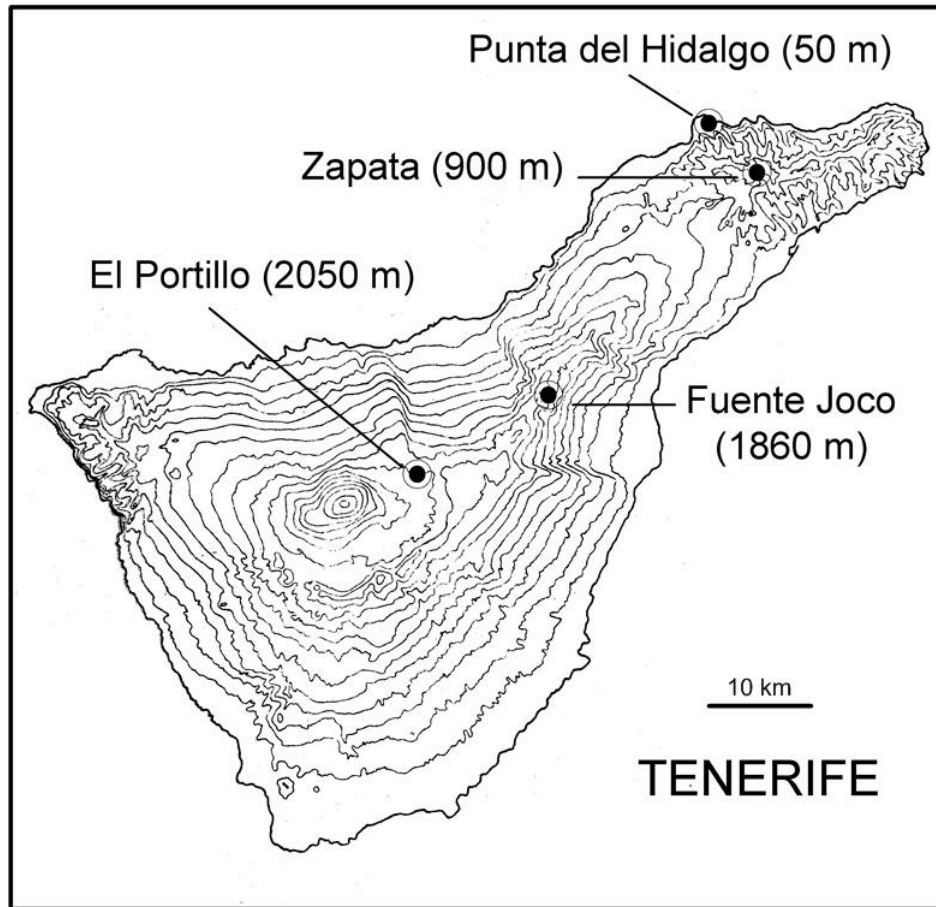 Punta del Hidalgo (50 m)
Zapata (900 m)
El Portillo (2050 m)
Fuente Joco
(1860 m)
10 km
TENERIFE